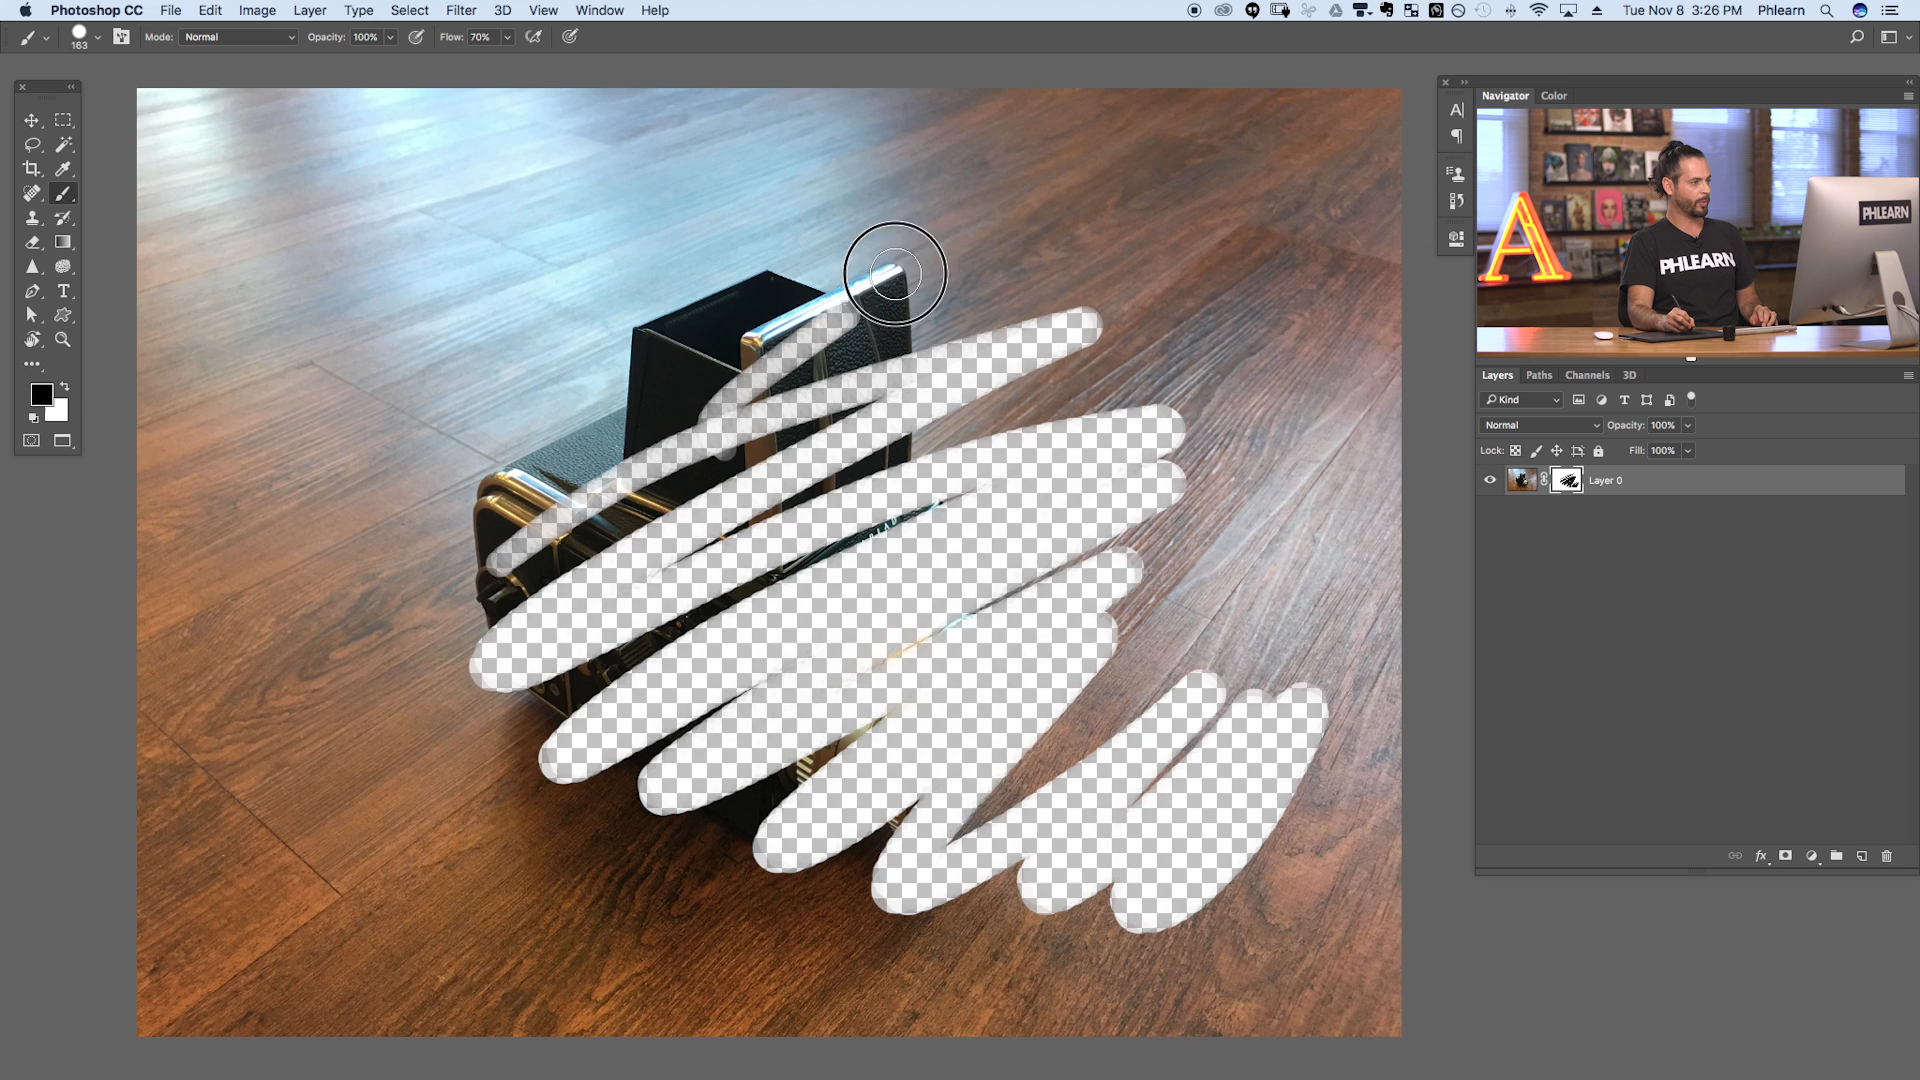 Photoshop CC File Edit Image Layer Type Select Filter 3D View Window Help Tue Nov 8 3:26 PM Phlearn
163 Mode: Normal Opacity: 100% Flow: 70%
Navigator Color
A
PHLEARN
PHLEARN
Layers Paths Channels 3D
Kind
Normal Opacity: 100%
Lock: Fill: 100%
Layer 0
fx